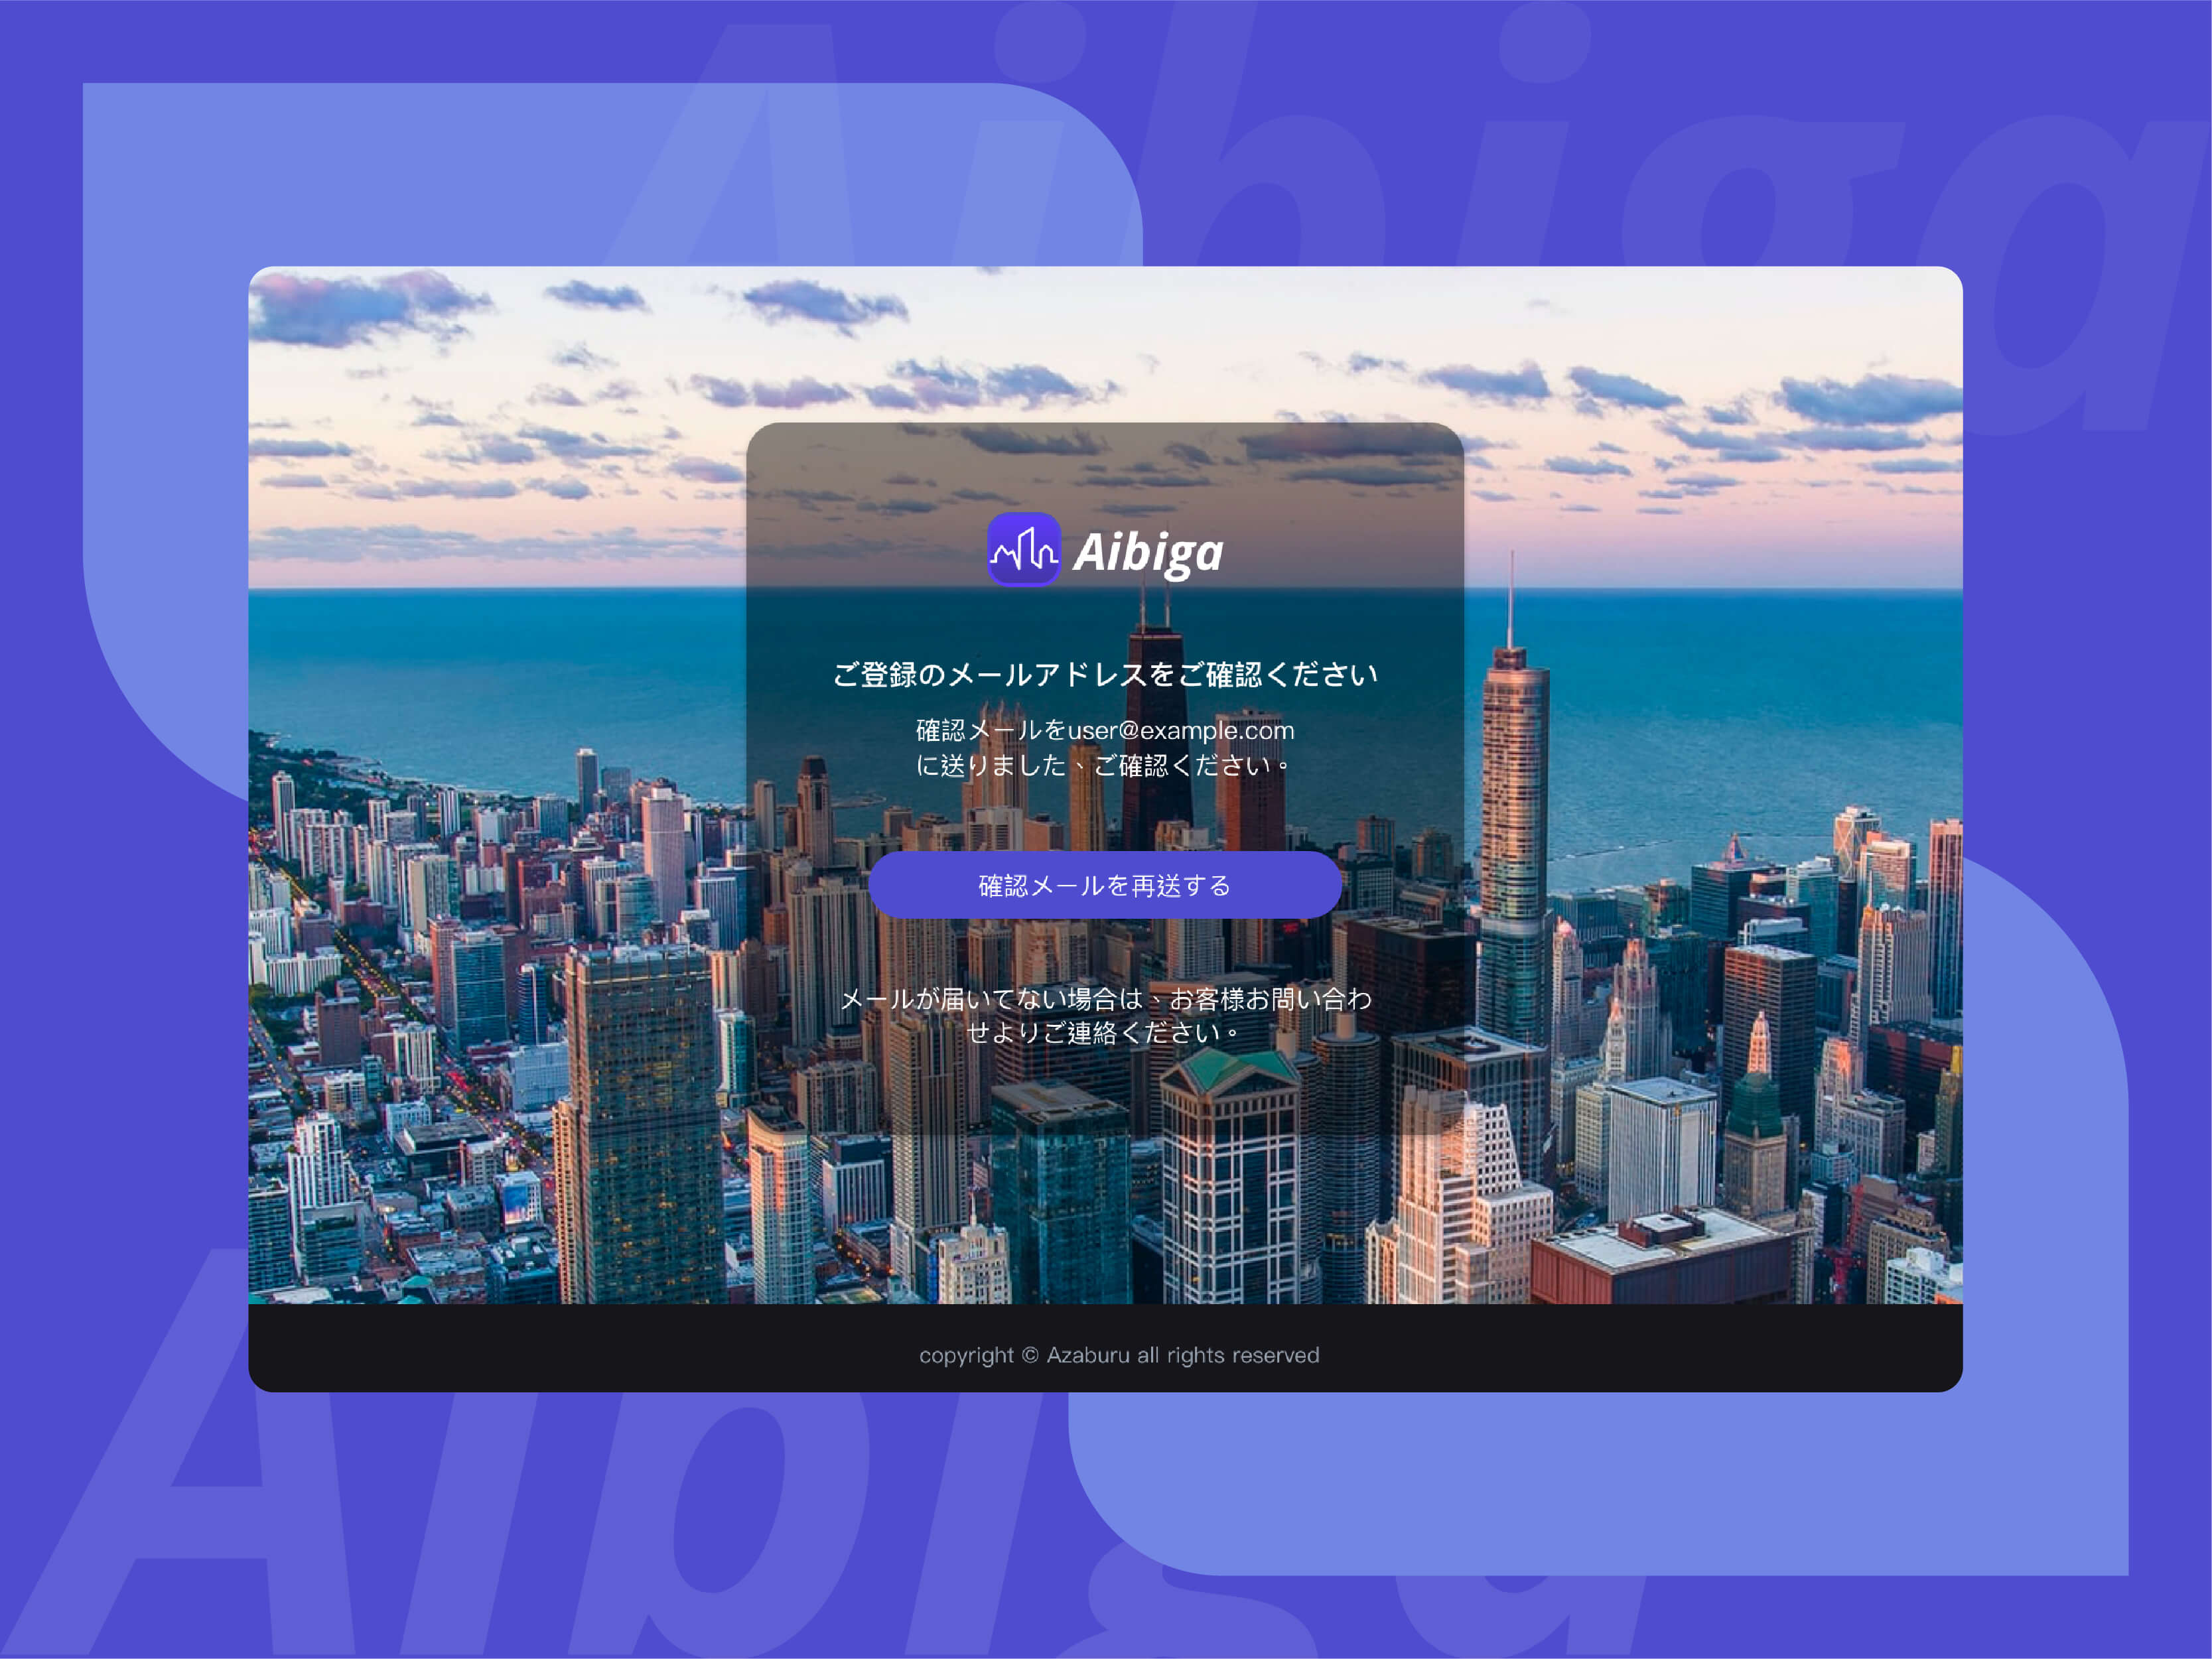 Aibiga
Aibiga
ご登録のメールアドレスをご確認ください
確認メールをuser@example.com
に送りました、ご確認ください。
確認メールを再送する
メールが届いてない場合は、お客様お問い合わ
せよりご連絡ください。
copyright © Azaburu all rights reserved
Aibiga